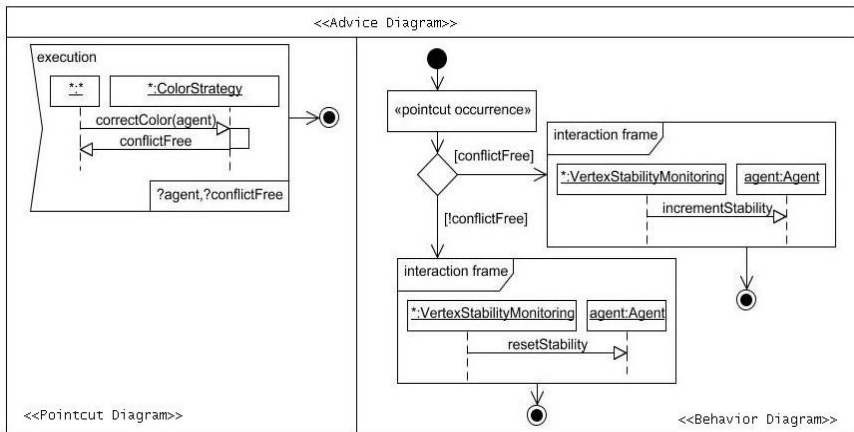 <<Advice Diagram>>
execution
*:*
*:ColorStrategy
correctColor(agent)
conflictFree
?agent,?conflictFree
<<Pointcut Diagram>>
«pointcut occurrence»
[conflictFree]
[!conflictFree]
interaction frame
*:VertexStabilityMonitoring
agent:Agent
incrementStability
interaction frame
*:VertexStabilityMonitoring
agent:Agent
resetStability
<<Behavior Diagram>>